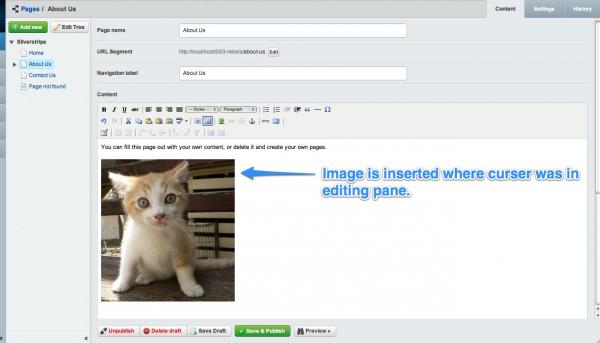 Pages / About Us
Content Settings History
Add new Edit Tree
Silverstripe
Home
About Us
Contact Us
Page not found
Page name About Us
URL Segment http://localhost/SS3-rebois/about-us Edit
Navigation label About Us
Content
B I U ABC -- Styles -- Paragraph
HTML
You can fill this page out with your own content, or delete it and create your own pages.
Image is inserted where curser was in
editing pane.
Unpublish Delete draft Save Draft Save & Publish Preview »